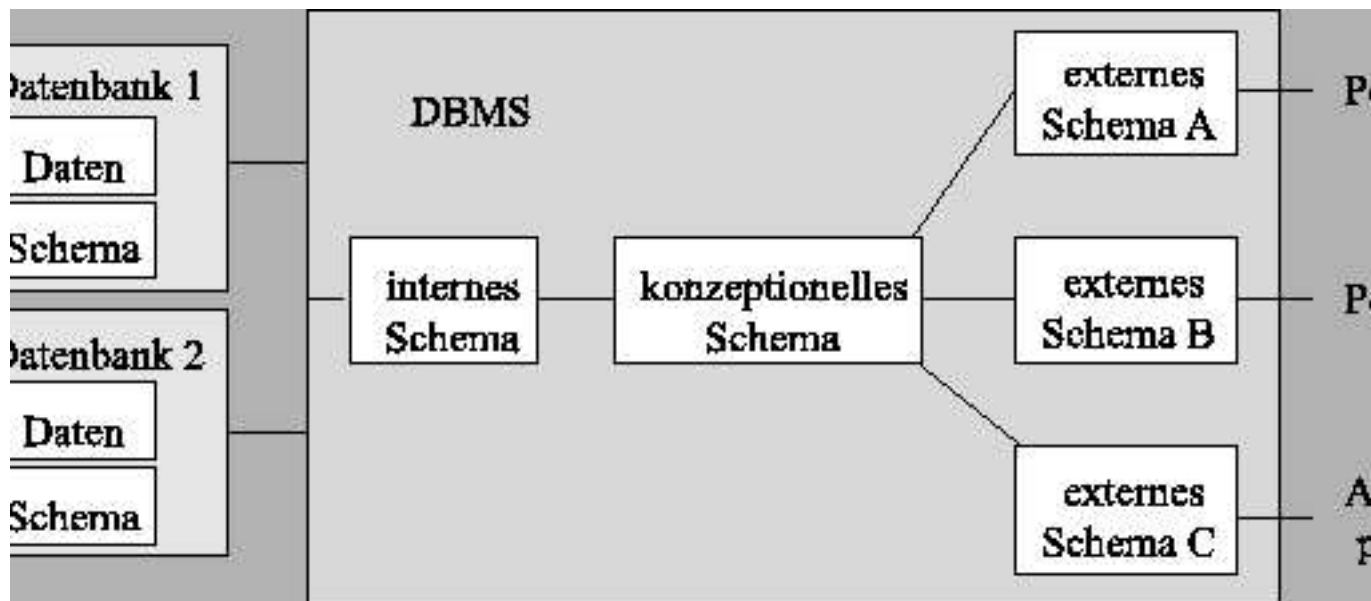 Datenbank 1
Daten
Schema
Datenbank 2
Daten
Schema
DBMS
internes
Schema
konzeptionelles
Schema
externes
Schema A
externes
Schema B
externes
Schema C